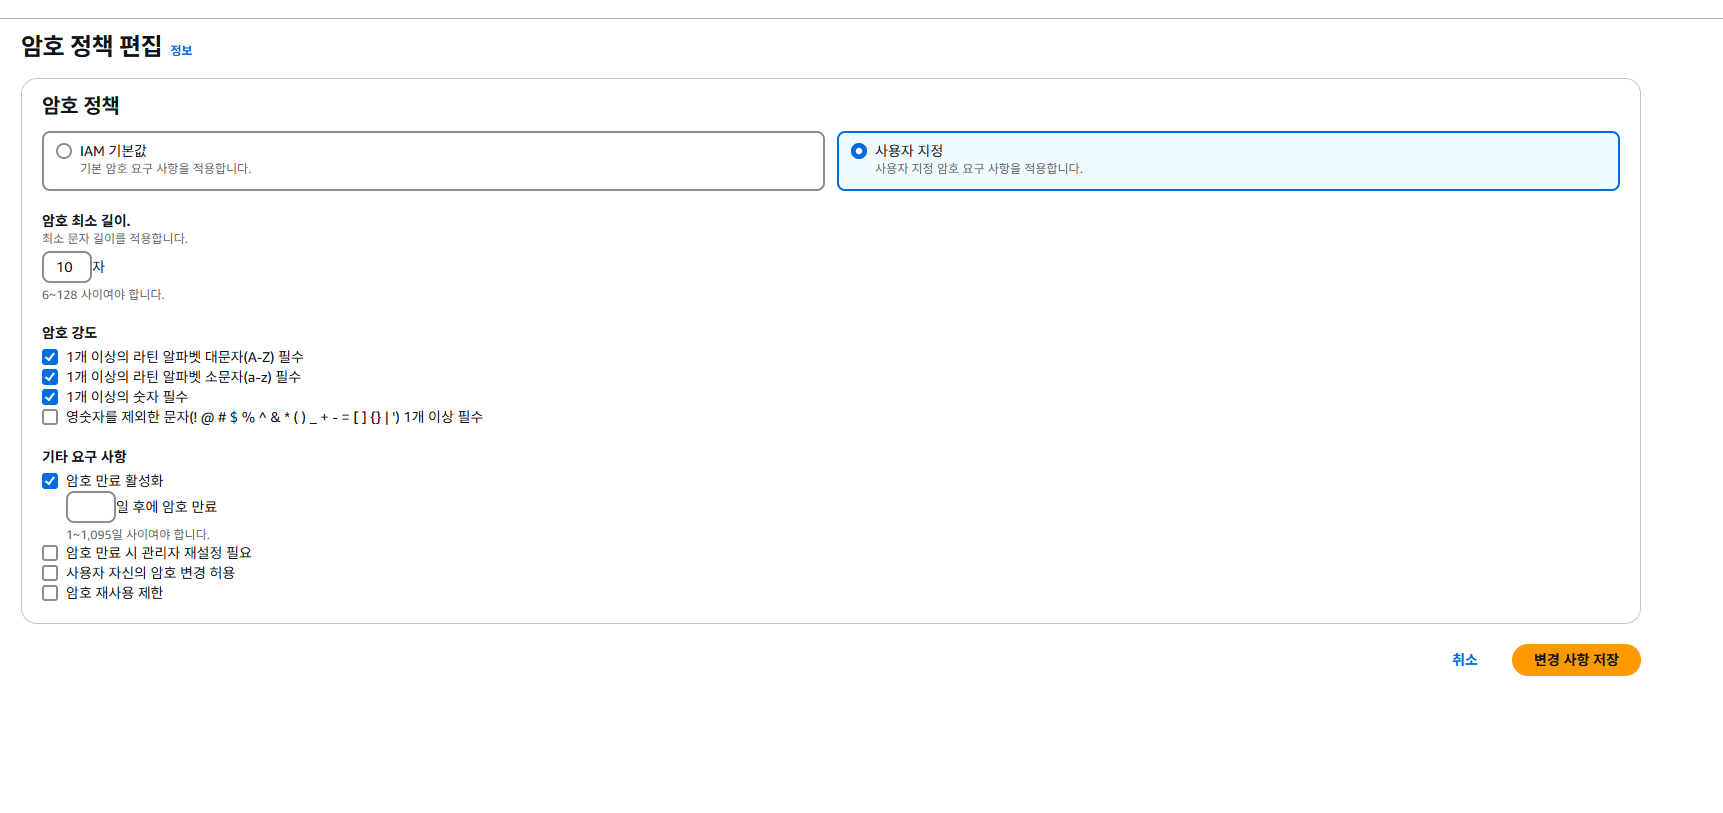 암호 정책 편집 정보
암호 정책
IAM 기본값
기본 암호 요구 사항을 적용합니다.
사용자 지정
사용자 지정 암호 요구 사항을 적용합니다.
암호 최소 길이.
최소 문자 길이를 적용합니다.
10 자
6~128 사이여야 합니다.
암호 강도
1개 이상의 라틴 알파벳 대문자(A-Z) 필수
1개 이상의 라틴 알파벳 소문자(a-z) 필수
1개 이상의 숫자 필수
영숫자를 제외한 문자(! @ # $ % ^ & * ( ) _ + - = [ ] {} | ') 1개 이상 필수
기타 요구 사항
암호 만료 활성화
일 후에 암호 만료
1~1,095일 사이여야 합니다.
암호 만료 시 관리자 재설정 필요
사용자 자신의 암호 변경 허용
암호 재사용 제한
취소
변경 사항 저장